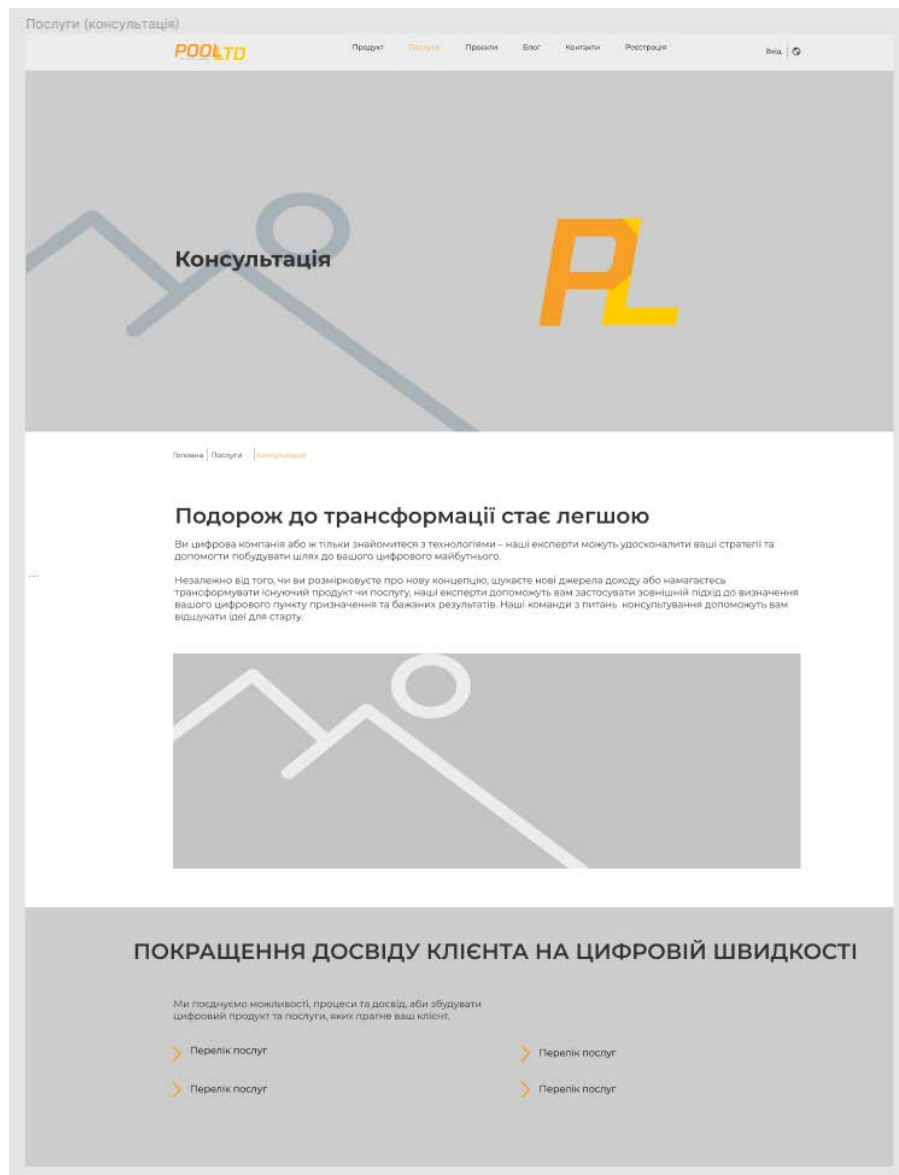 Послуги (консультація)
POOLLTD
Продукт Послуги Проєкти Блог Контакти Реєстрація Вхід
Консультація
PL
Головна Послуги Консультація
Подорож до трансформації стає легшою
Ви цифрова компанія або ж тільки знайомитеся з технологіями – наші експерти можуть удосконалити ваші стратегії та
допомогти побудувати шлях до вашого цифрового майбутнього.
Незалежно від того, чи ви розмірковуєте про нову концепцію, шукаєте нові джерела доходу або намагаєтесь
трансформувати існуючий продукт чи послугу, наші експерти допоможуть вам застосувати зовнішній підхід до визначення
вашого цифрового пункту призначення та бажаних результатів. Наші команди з питань консультування допоможуть вам
відшукати ідеї для старту.
...
ПОКРАЩЕННЯ ДОСВІДУ КЛІЄНТА НА ЦИФРОВІЙ ШВИДКОСТІ
Ми поєднуємо можливості, процеси та досвід, аби збудувати
цифровий продукт та послуги, яких прагне ваш клієнт.
Перелік послуг
Перелік послуг
Перелік послуг
Перелік послуг